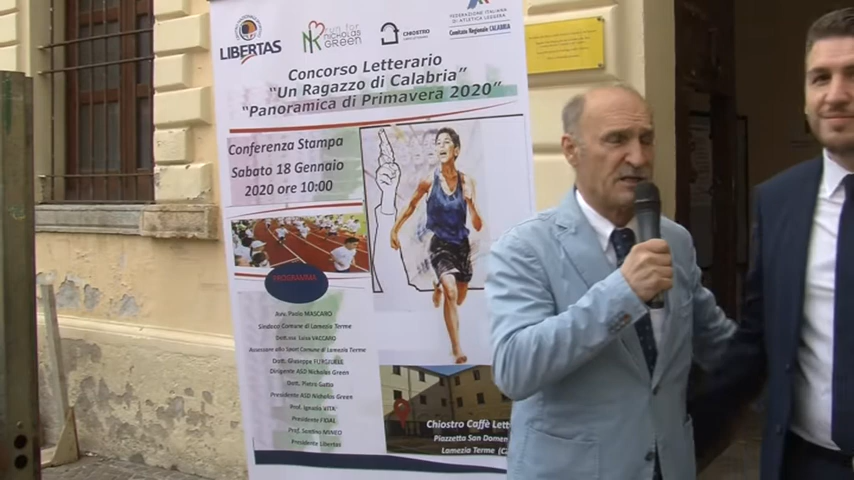 LIBERTAS
run for
NICHOLAS
GREEN
CHIOSTRO
FEDERAZIONE ITALIANA
DI ATLETICA LEGGERA
Comitato Regionale CALABRIA
Concorso Letterario
"Un Ragazzo di Calabria"
"Panoramica di Primavera 2020"
Conferenza Stampa
Sabato 18 Gennaio
2020 ore 10:00
PROGRAMMA
Avv. Paolo MASCARO
Sindaco Comune di Lamezia Terme
Dott.ssa Luisa VACCARO
Assessore allo Sport Comune di Lamezia Terme
Dott. Giuseppe FURGIUELE
Dirigente ASD Nicholas Green
Dott. Pietro Gatto
Presidente ASD Nicholas Green
Prof. Ignazio VITA
Presidente FIDAL
Prof. Santino MINEO
Presidente Libertas
Chiostro Caffè Lett
Piazzetta San Domen
Lamezia Terme (C